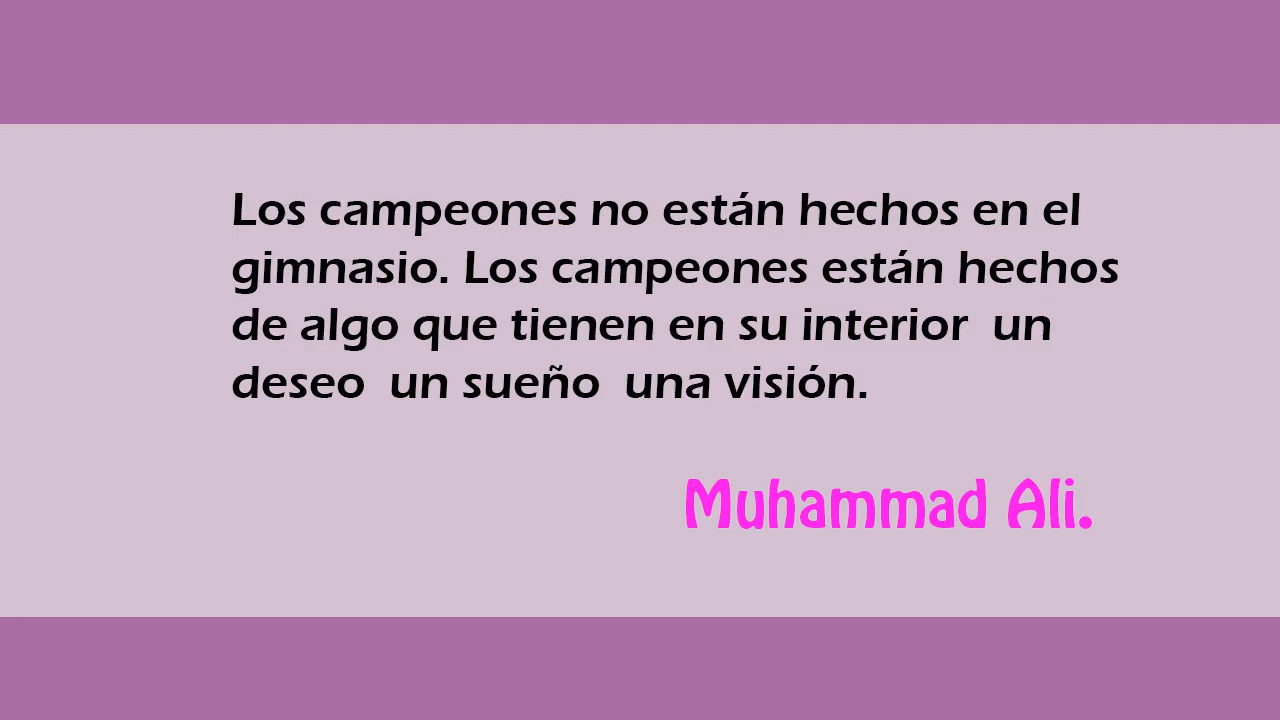 Los campeones no están hechos en el
gimnasio. Los campeones están hechos
de algo que tienen en su interior  un
deseo  un sueño  una visión.
Muhammad Ali.